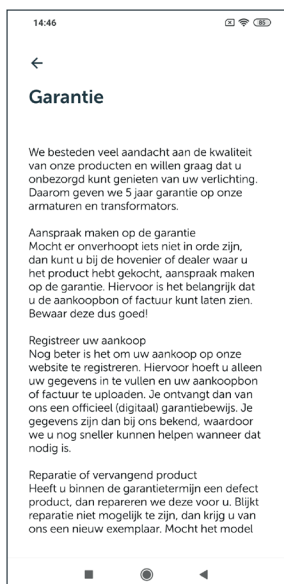 14:46
85
Garantie
We besteden veel aandacht aan de kwaliteit
van onze producten en willen graag dat u
onbezorgd kunt genieten van uw verlichting.
Daarom geven we 5 jaar garantie op onze
armaturen en transformators.
Aanspraak maken op de garantie
Mocht er onverhoopt iets niet in orde zijn,
dan kunt u bij de hovenier of dealer waar u
het product hebt gekocht, aanspraak maken
op de garantie. Hiervoor is het belangrijk dat
u de aankoopbon of factuur kunt laten zien.
Bewaar deze dus goed!
Registreer uw aankoop
Nog beter is het om uw aankoop op onze
website te registreren. Hiervoor hoeft u alleen
uw gegevens in te vullen en uw aankoopbon
of factuur te uploaden. Je ontvangt dan van
ons een officieel (digitaal) garantiebewijs. Je
gegevens zijn dan bij ons bekend, waardoor
we u nog sneller kunnen helpen wanneer dat
nodig is.
Reparatie of vervangend product
Heeft u binnen de garantietermijn een defect
product, dan repareren we deze voor u. Blijkt
reparatie niet mogelijk te zijn, dan krijg u van
ons een nieuw exemplaar. Mocht het model